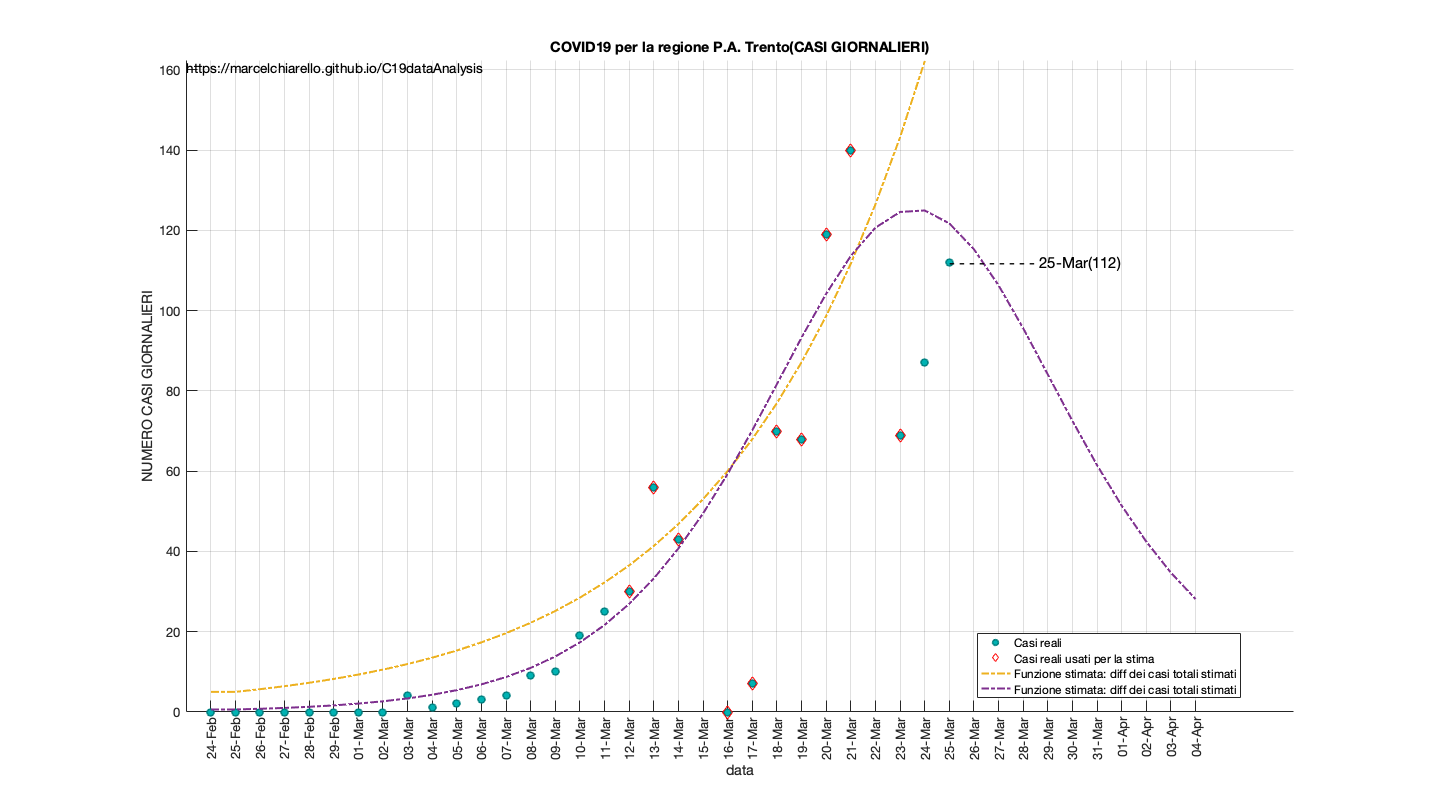 COVID19 per la regione P.A. Trento(CASI GIORNALIERI)
https://marcelchiarello.github.io/C19dataAnalysis
160
140
120
100
80
60
40
20
0
NUMERO CASI GIORNALIERI
25-Mar(112)
Casi reali
Casi reali usati per la stima
Funzione stimata: diff dei casi totali stimati
Funzione stimata: diff dei casi totali stimati
24-Feb
25-Feb
26-Feb
27-Feb
28-Feb
29-Feb
01-Mar
02-Mar
03-Mar
04-Mar
05-Mar
06-Mar
07-Mar
08-Mar
09-Mar
10-Mar
11-Mar
12-Mar
13-Mar
14-Mar
15-Mar
16-Mar
17-Mar
18-Mar
19-Mar
20-Mar
21-Mar
22-Mar
23-Mar
24-Mar
25-Mar
26-Mar
27-Mar
28-Mar
29-Mar
30-Mar
31-Mar
01-Apr
02-Apr
03-Apr
04-Apr
data